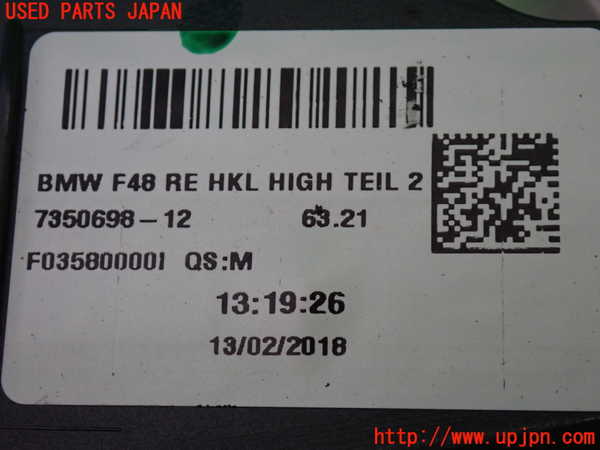 USED PARTS JAPAN
BMW F48 RE HKL HIGH TEIL 2
7350698-12 63.21
F035800001 QS:M
13:19:26
13/02/2018
http://www.upjpn.com/